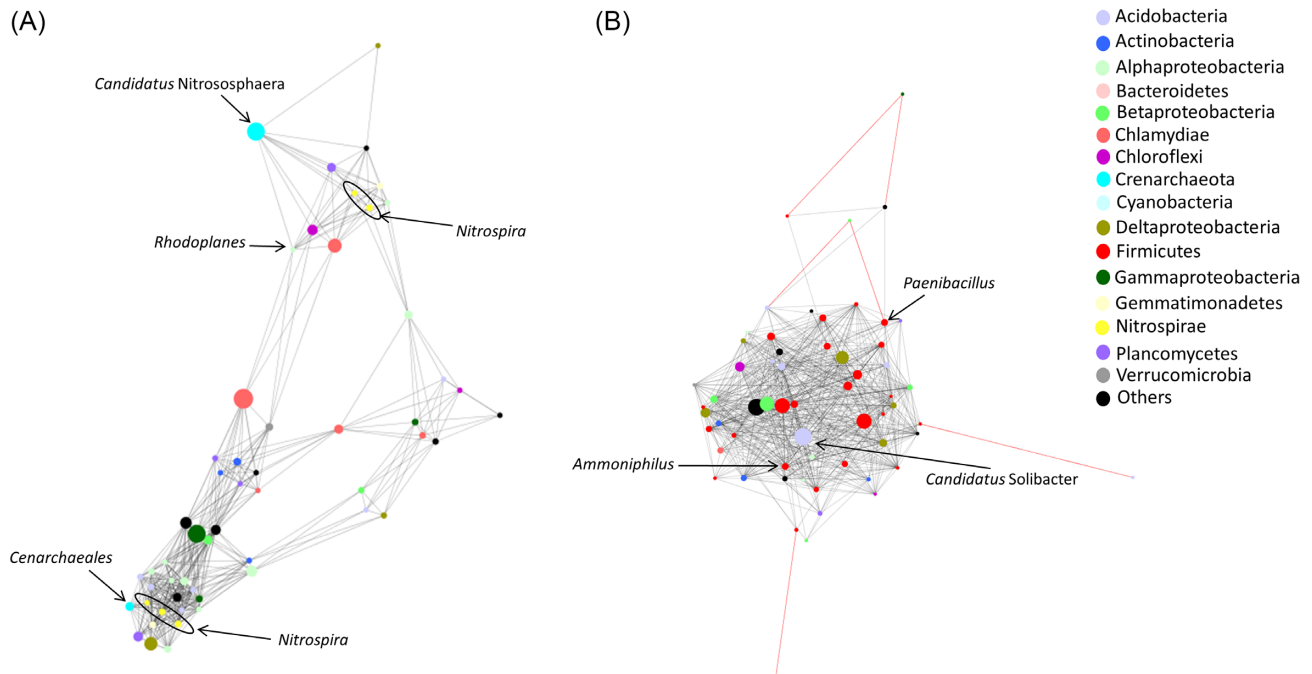 (A)
(B)
Candidatus Nitrososphaera
Rhodoplanes
Nitrospira
Cenarchaeales
Nitrospira
Paenibacillus
Ammoniphilus
Candidatus Solibacter
Acidobacteria
Actinobacteria
Alphaproteobacteria
Bacteroidetes
Betaproteobacteria
Chlamydiae
Chloroflexi
Crenarchaeota
Cyanobacteria
Deltaproteobacteria
Firmicutes
Gammaproteobacteria
Gemmatimonadetes
Nitrospirae
Plancomycetes
Verrucomicrobia
Others